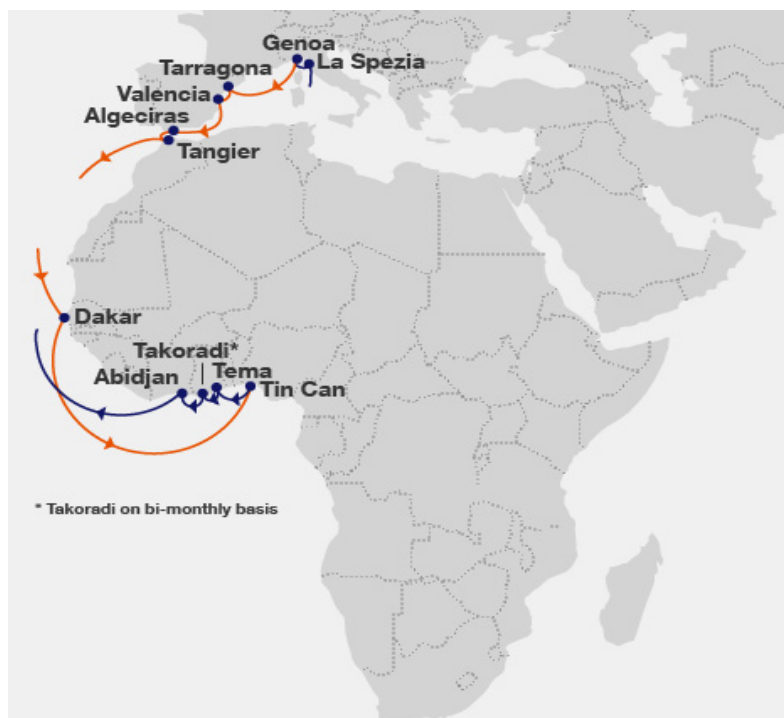 Genoa
La Spezia
Tarragona
Valencia
Algeciras
Tangier
Dakar
Takoradi*
Tema
Abidjan
Tin Can
* Takoradi on bi-monthly basis